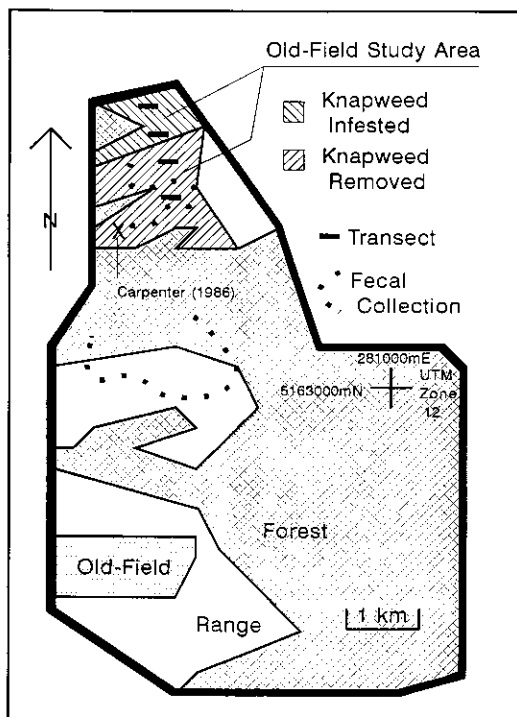 Old-Field Study Area
Knapweed
Infested
Knapweed
Removed
N
Transect
Carpenter (1986)
Fecal
Collection
281000mE
5163000mN
UTM
Zone
12
Forest
Old-Field
Range
1 km